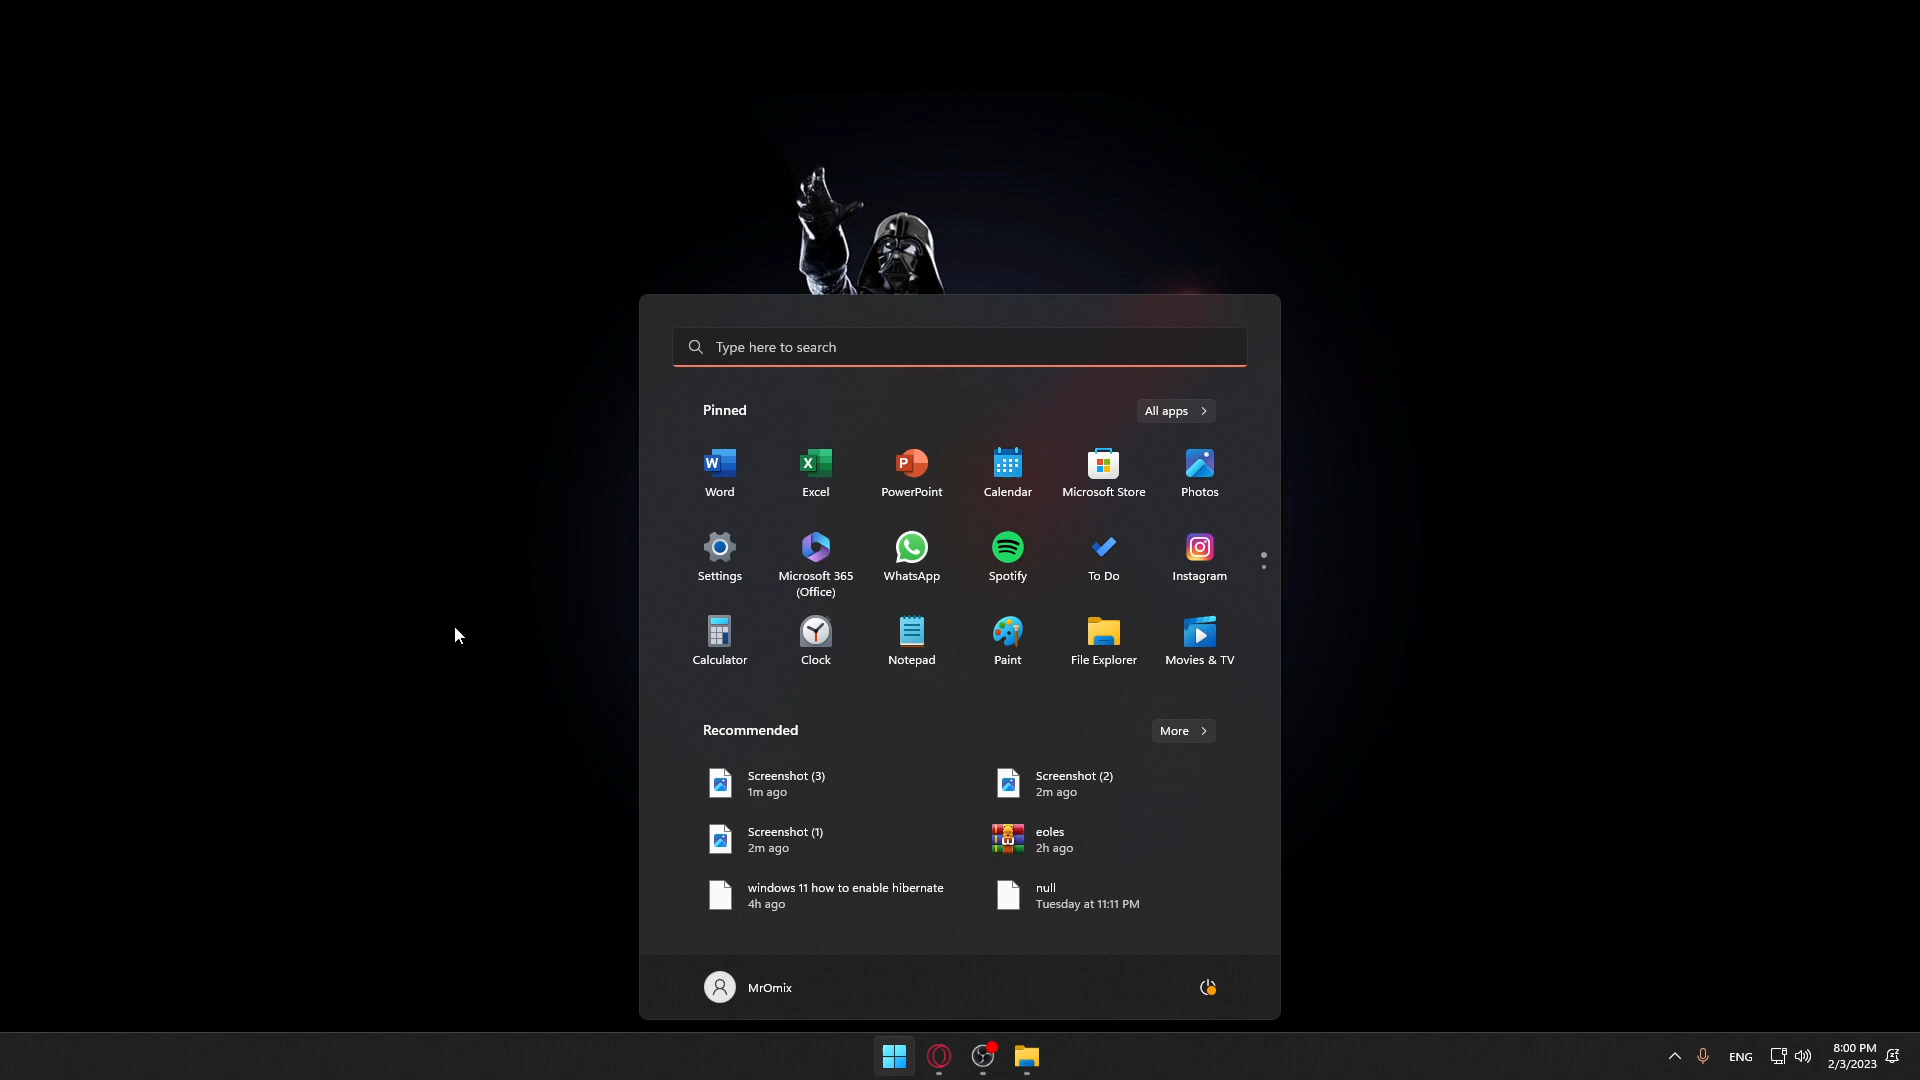 Type here to search
Pinned
All apps
Word
Excel
PowerPoint
Calendar
Microsoft Store
Photos
Settings
Microsoft 365
(Office)
WhatsApp
Spotify
To Do
Instagram
Calculator
Clock
Notepad
Paint
File Explorer
Movies & TV
Recommended
More
Screenshot (3)
1m ago
Screenshot (2)
2m ago
Screenshot (1)
2m ago
eoles
2h ago
windows 11 how to enable hibernate
4h ago
null
Tuesday at 11:11 PM
MrOmix
ENG
8:00 PM
2/3/2023